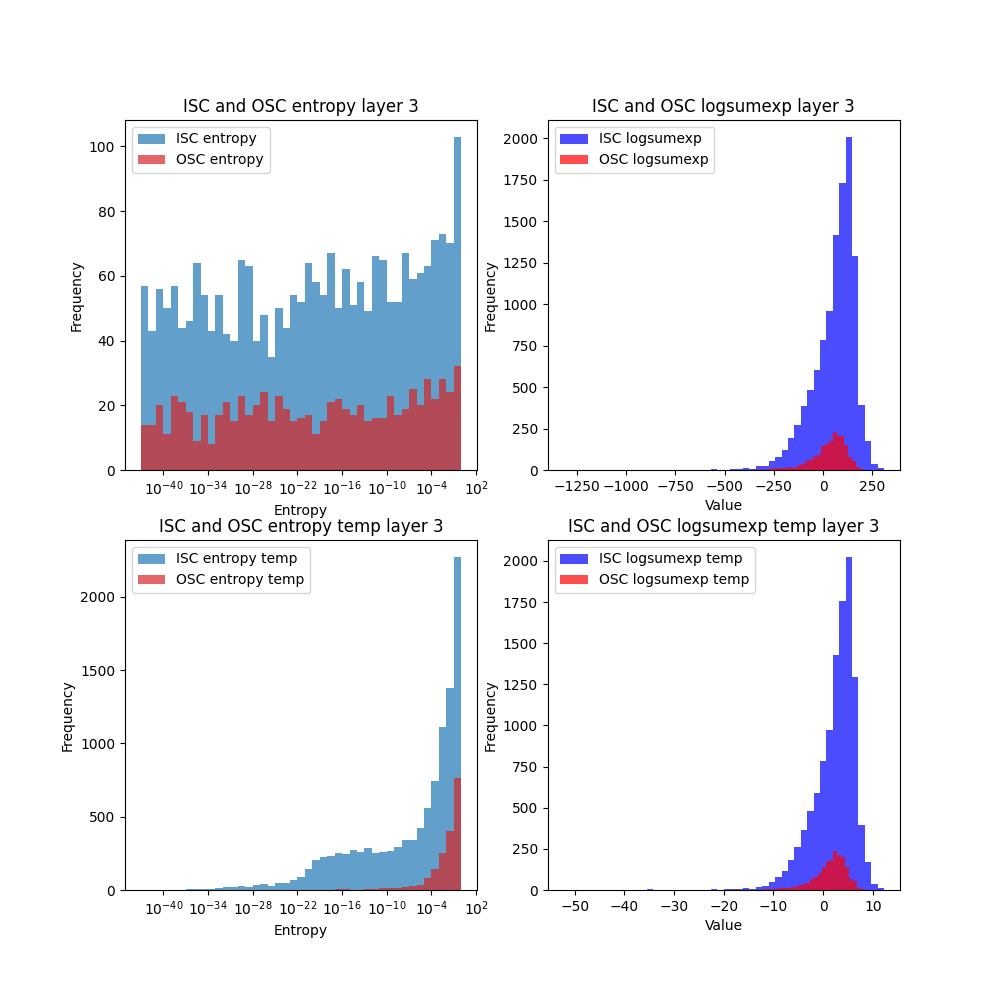 ISC and OSC entropy layer 3
ISC entropy
OSC entropy
Frequency
0
20
40
60
80
100
10⁻⁴⁰
10⁻³⁴
10⁻²⁸
10⁻²²
10⁻¹⁶
10⁻¹⁰
10⁻⁴
10²
Entropy
ISC and OSC logsumexp layer 3
ISC logsumexp
OSC logsumexp
Frequency
0
250
500
750
1000
1250
1500
1750
2000
−1250
−1000
−750
−500
−250
0
250
Value
ISC and OSC entropy temp layer 3
ISC entropy temp
OSC entropy temp
Frequency
0
500
1000
1500
2000
10⁻⁴⁰
10⁻³⁴
10⁻²⁸
10⁻²²
10⁻¹⁶
10⁻¹⁰
10⁻⁴
10²
Entropy
ISC and OSC logsumexp temp layer 3
ISC logsumexp temp
OSC logsumexp temp
Frequency
0
250
500
750
1000
1250
1500
1750
2000
−50
−40
−30
−20
−10
0
10
Value